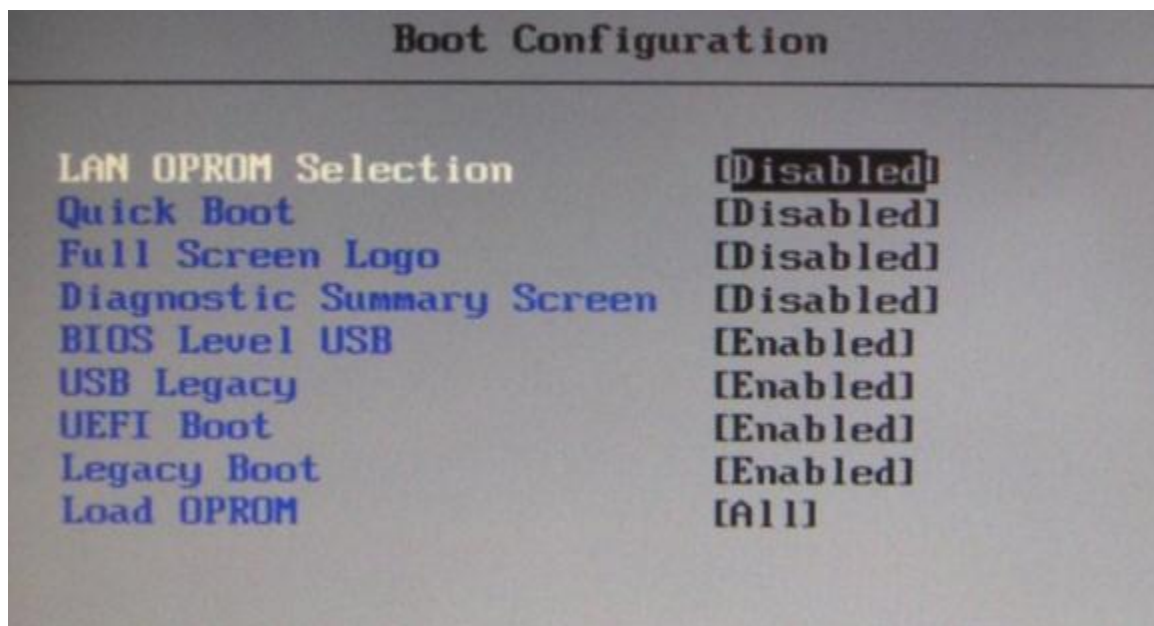 Boot Configuration
LAN OPROM Selection [Disabled]
Quick Boot [Disabled]
Full Screen Logo [Disabled]
Diagnostic Summary Screen [Disabled]
BIOS Level USB [Enabled]
USB Legacy [Enabled]
UEFI Boot [Enabled]
Legacy Boot [Enabled]
Load OPROM [All]